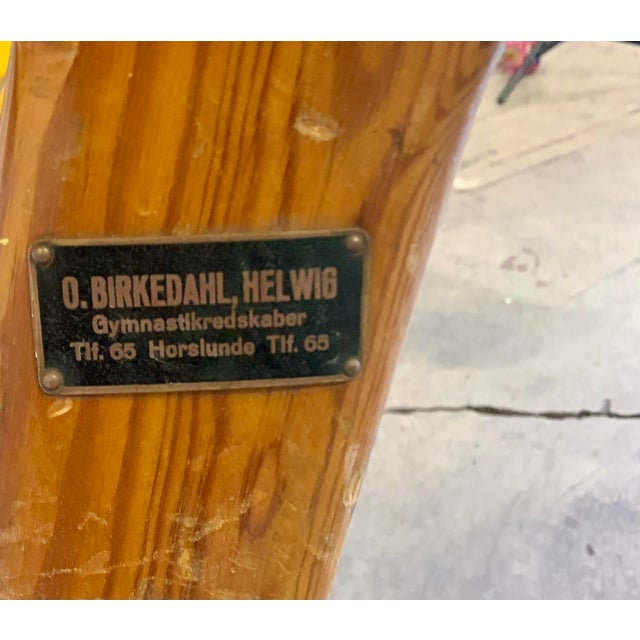 O. BIRKEDAHL, HELWIG
Gymnastikredskaber
Tlf. 65 Horslunde Tlf. 65